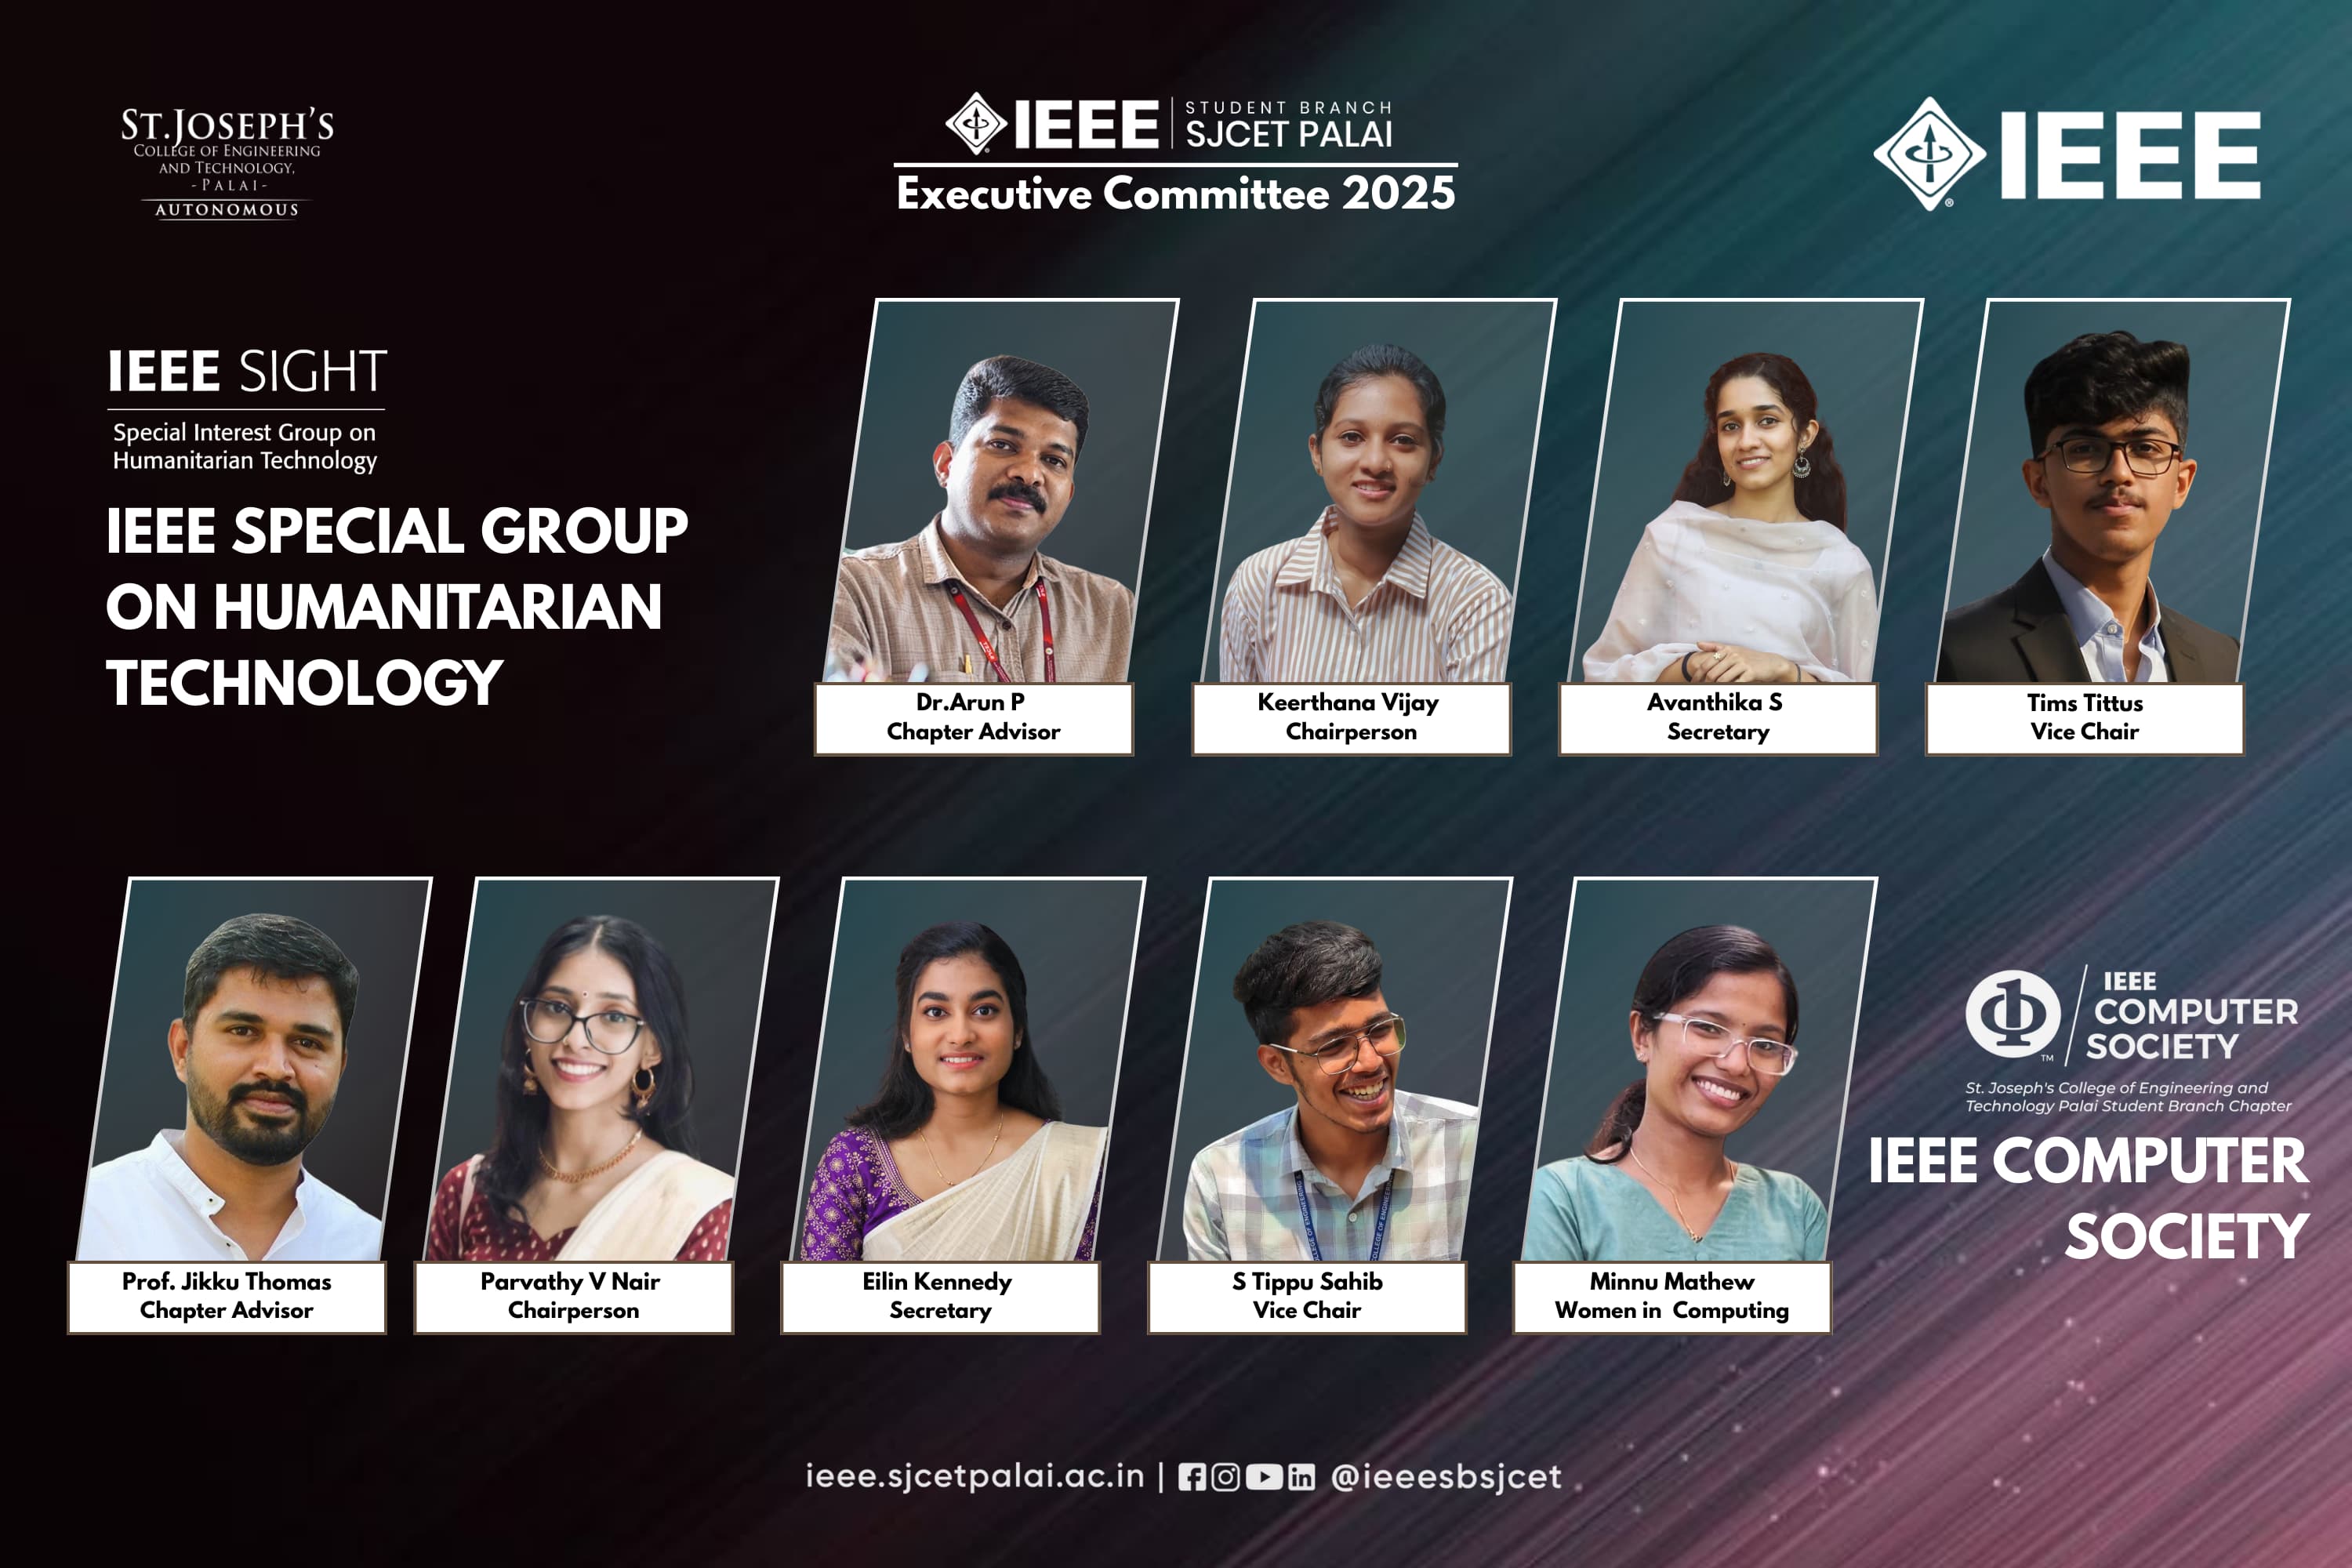 ST.JOSEPH'S
COLLEGE OF ENGINEERING
AND TECHNOLOGY,
-PALAI-
AUTONOMOUS
IEEE
STUDENT BRANCH
SJCET PALAI
Executive Committee 2025
IEEE
IEEE SIGHT
Special Interest Group on
Humanitarian Technology
IEEE SPECIAL GROUP
ON HUMANITARIAN
TECHNOLOGY
Dr.Arun P
Chapter Advisor
Keerthana Vijay
Chairperson
Avanthika S
Secretary
Tims Tittus
Vice Chair
Prof. Jikku Thomas
Chapter Advisor
Parvathy V Nair
Chairperson
Eilin Kennedy
Secretary
S Tippu Sahib
Vice Chair
Minnu Mathew
Women in Computing
IEEE
COMPUTER
SOCIETY
TM
St. Joseph's College of Engineering and
Technology Palai Student Branch Chapter
IEEE COMPUTER
SOCIETY
ieee.sjcetpalai.ac.in | @ieeesbsjcet